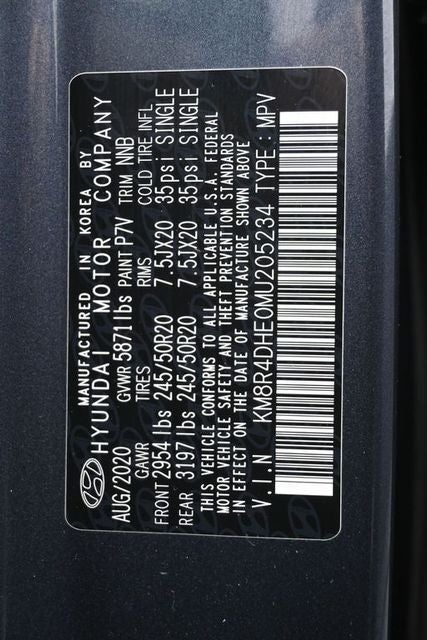 MANUFACTURED IN KOREA BY
HYUNDAI MOTOR COMPANY
AUG/2020 GVWR 5871lbs PAINT P7V TRIM NNB
GAWR TIRES RIMS COLD TIRE INFL
FRONT 2954 lbs 245/50R20 7.5JX20 35psi SINGLE
REAR 3197 lbs 245/50R20 7.5JX20 35psi SINGLE
THIS VEHICLE CONFORMS TO ALL APPLICABLE U.S.A. FEDERAL
MOTOR VEHICLE SAFETY AND THEFT PREVENTION STANDARDS
IN EFFECT ON THE DATE OF MANUFACTURE SHOWN ABOVE
V.I.N KM8R4DHE0MU205234 TYPE: MPV